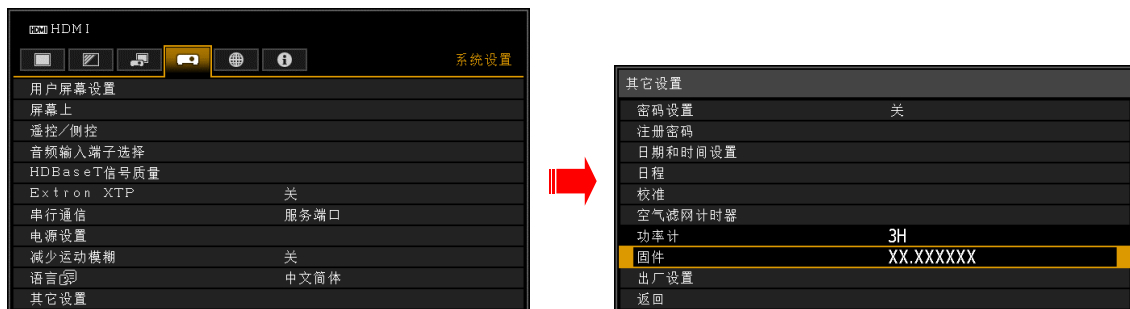 HDMI HDMI
系统设置
用户屏幕设置
屏幕上
遥控/侧控
音频输入端子选择
HDBaseT信号质量
Extron XTP 关
串行通信 服务端口
电源设置
减少运动模糊 关
语言 中文简体
其它设置
其它设置
密码设置 关
注册密码
日期和时间设置
日程
校准
空气滤网计时器
功率计 3H
固件 XX.XXXXXX
出厂设置
返回